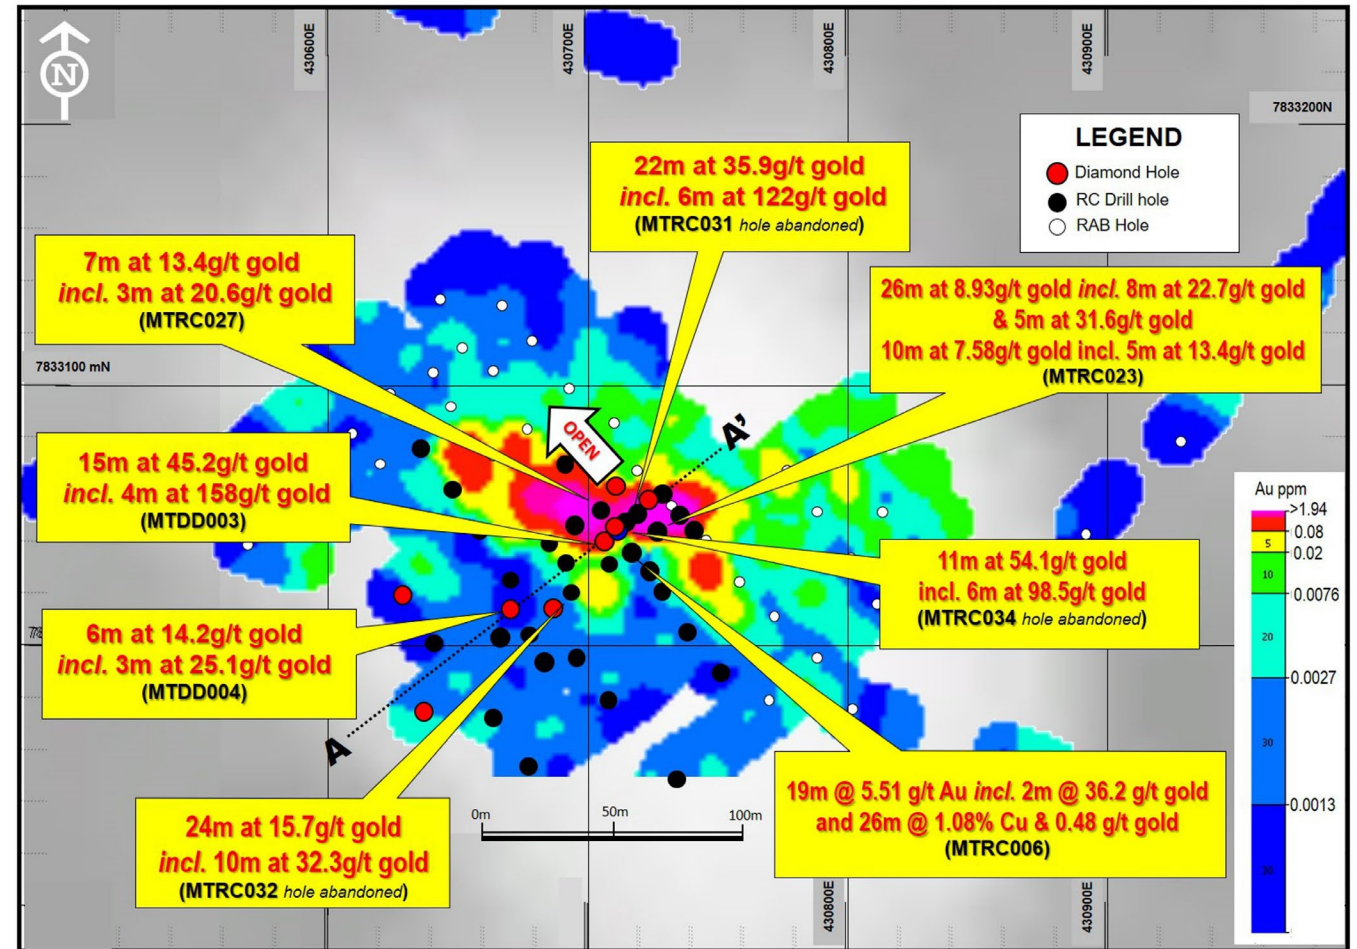 N
430600E
430700E
430800E
430900E
7833200N
LEGEND
Diamond Hole
RC Drill hole
RAB Hole
22m at 35.9g/t gold
incl. 6m at 122g/t gold
(MTRC031 hole abandoned)
7m at 13.4g/t gold
incl. 3m at 20.6g/t gold
(MTRC027)
26m at 8.93g/t gold incl. 8m at 22.7g/t gold
& 5m at 31.6g/t gold
10m at 7.58g/t gold incl. 5m at 13.4g/t gold
(MTRC023)
7833100 mN
OPEN
A'
15m at 45.2g/t gold
incl. 4m at 158g/t gold
(MTDD003)
Au ppm
>1.94
0.08
5
0.02
10
0.0076
20
0.0027
30
0.0013
11m at 54.1g/t gold
incl. 6m at 98.5g/t gold
(MTRC034 hole abandoned)
6m at 14.2g/t gold
incl. 3m at 25.1g/t gold
(MTDD004)
A
19m @ 5.51 g/t Au incl. 2m @ 36.2 g/t gold
and 26m @ 1.08% Cu & 0.48 g/t gold
(MTRC006)
0m
50m
100m
24m at 15.7g/t gold
incl. 10m at 32.3g/t gold
(MTRC032 hole abandoned)
430800E
430900E